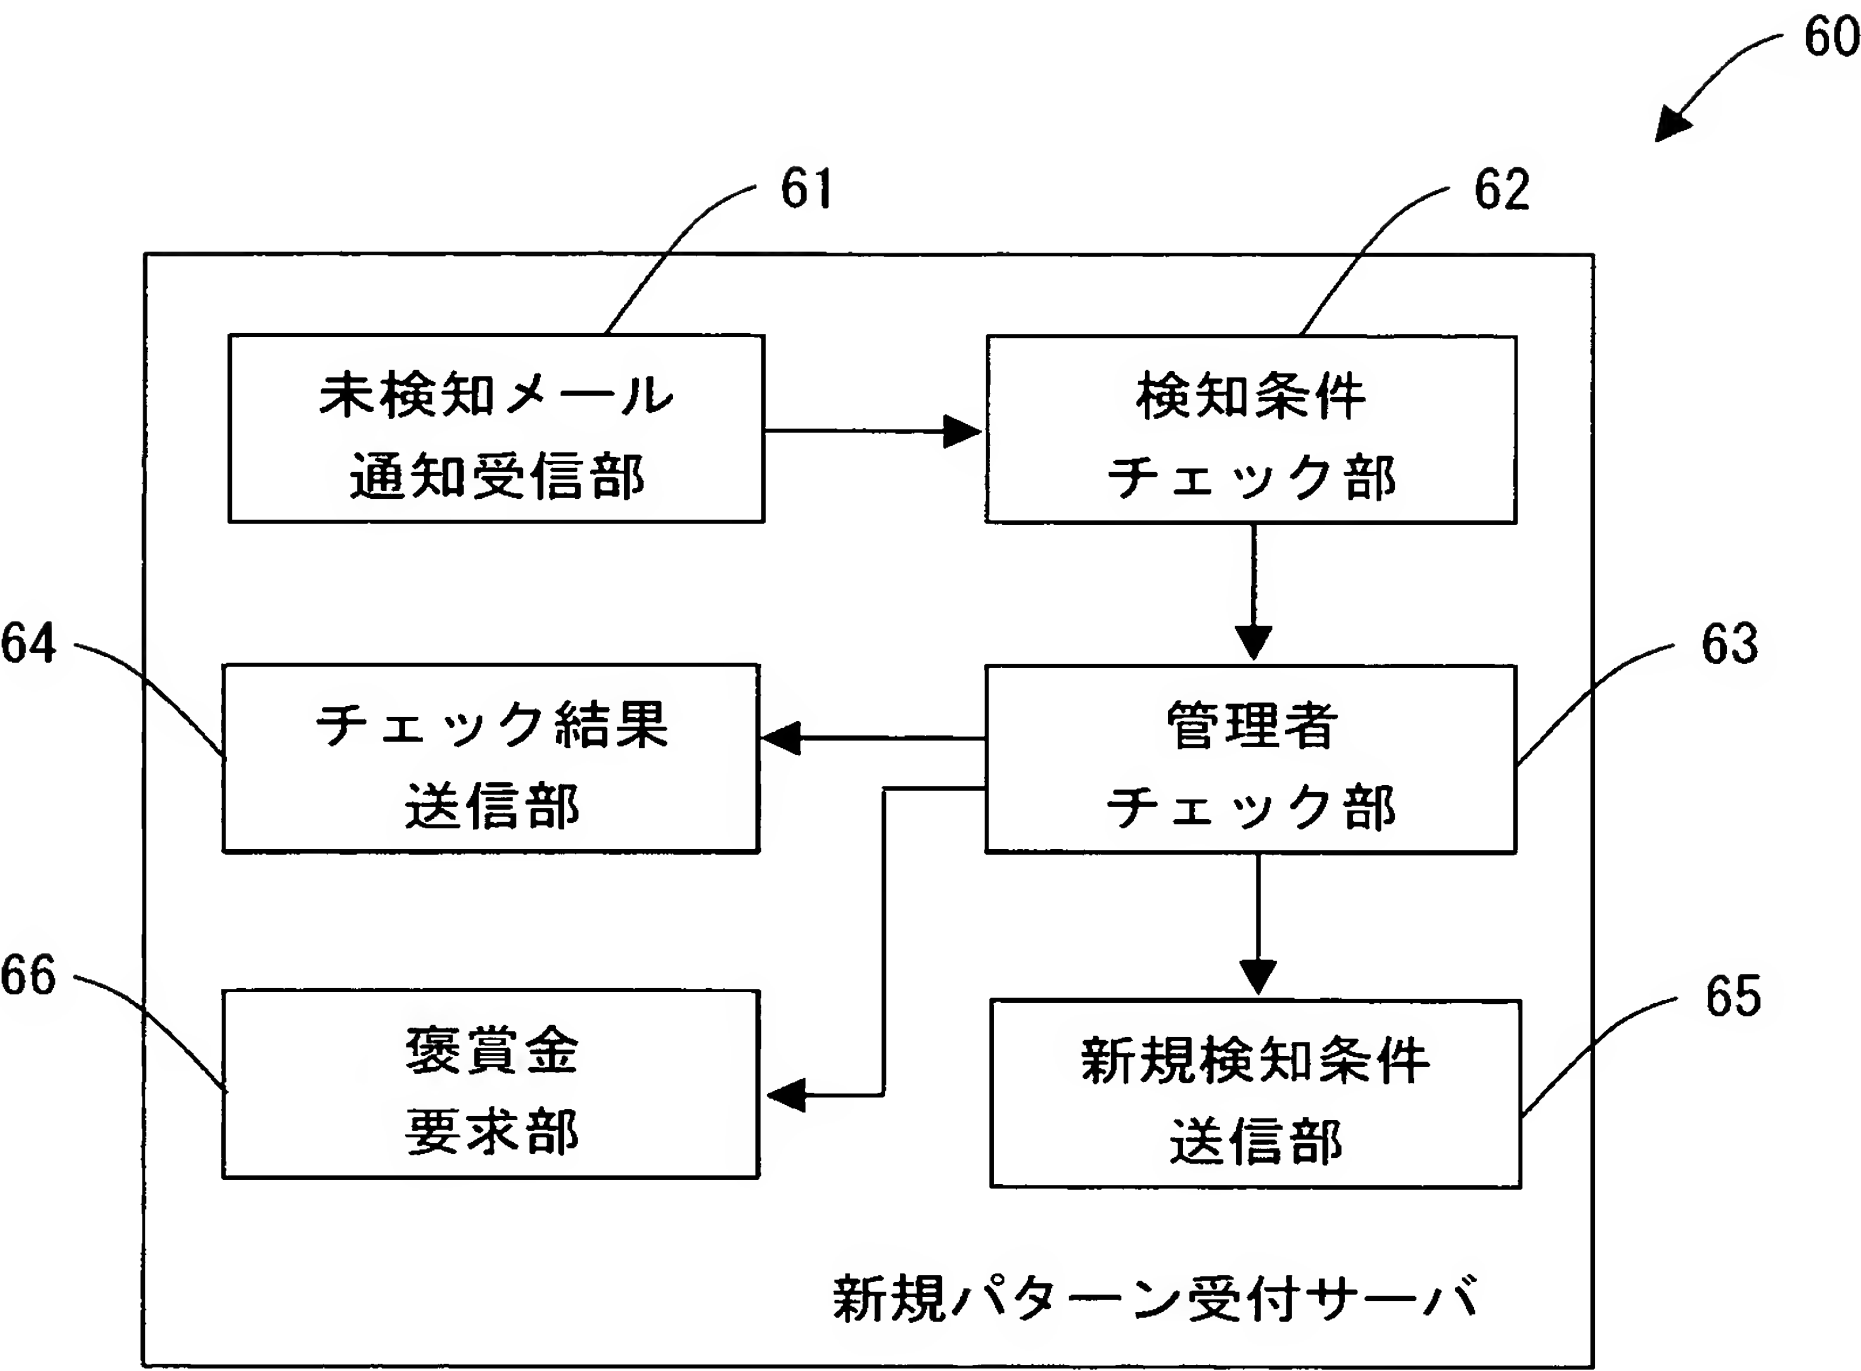 60
61
62
未検知メール
通知受信部
検知条件
チェック部
64
63
チェック結果
送信部
管理者
チェック部
66
65
褒賞金
要求部
新規検知条件
送信部
新規パターン受付サーバ